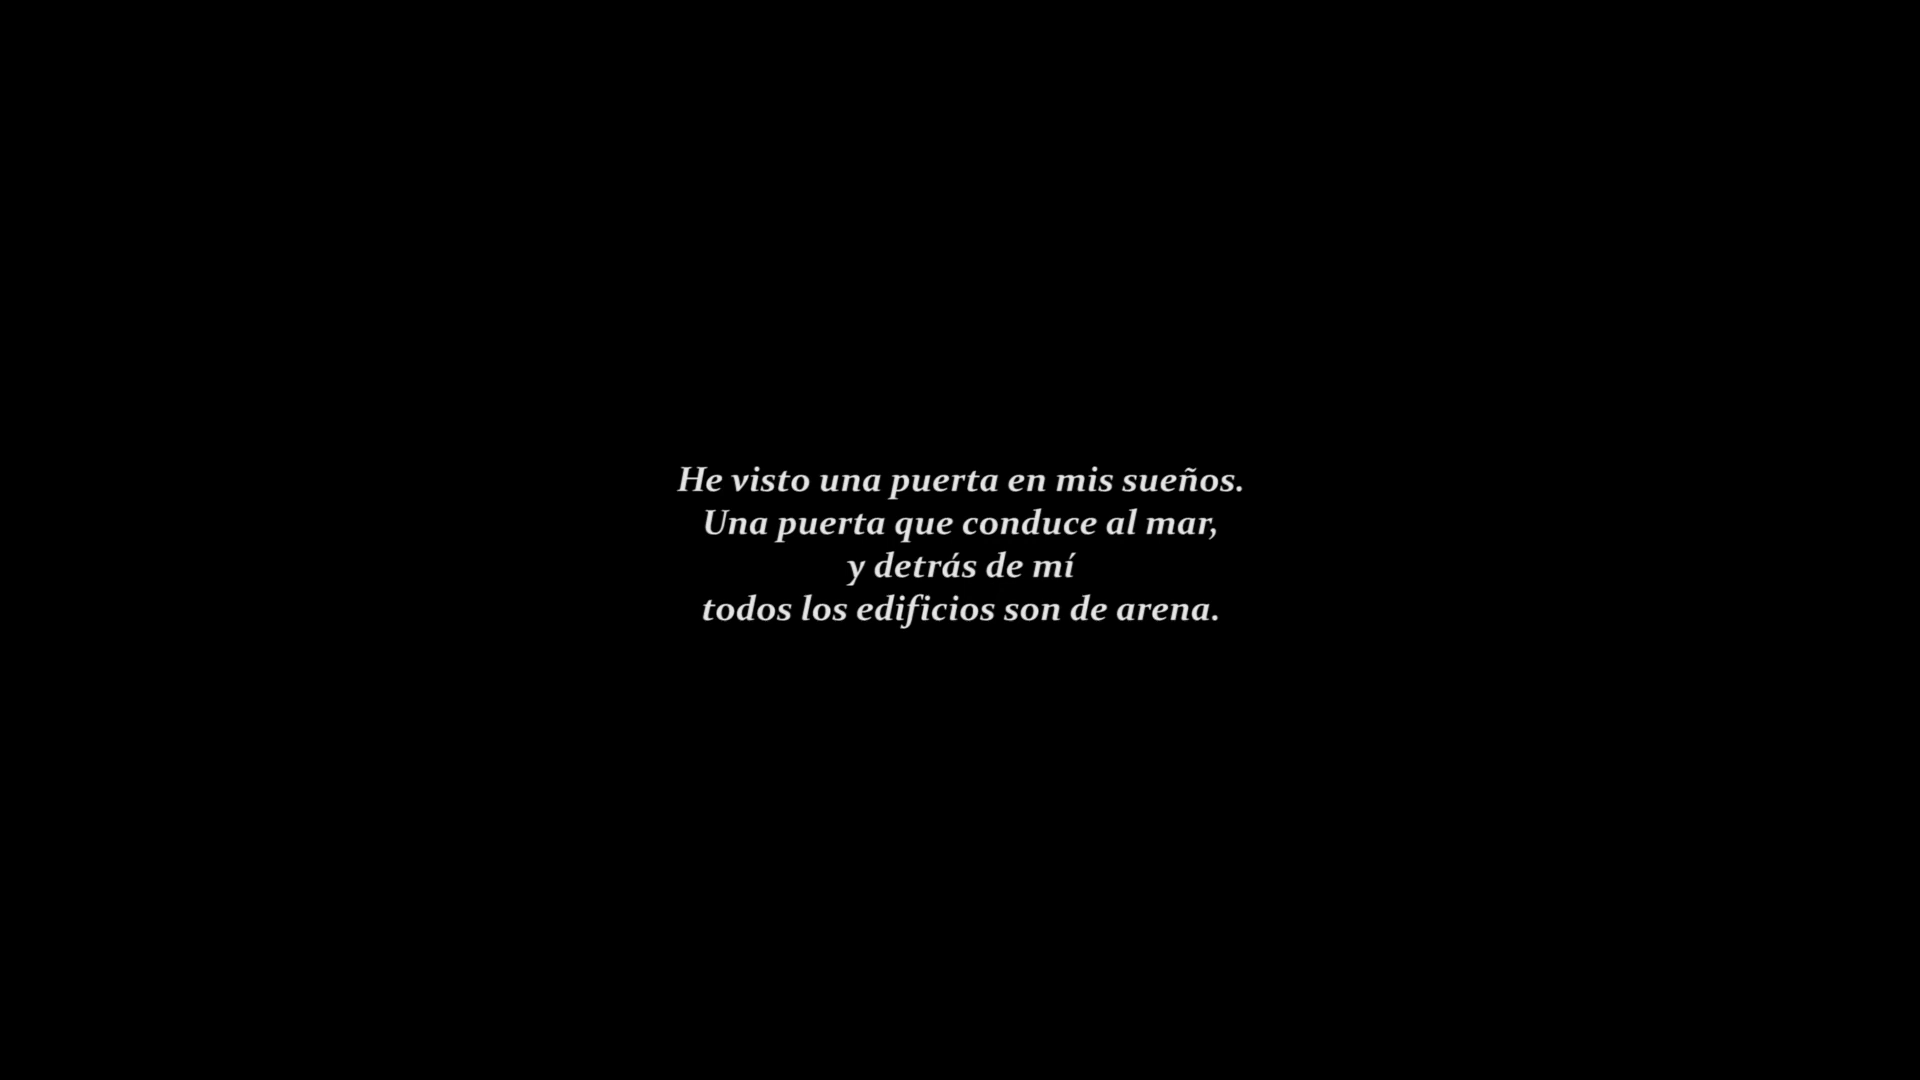 He visto una puerta en mis sueños.
Una puerta que conduce al mar,
y detrás de mí
todos los edificios son de arena.